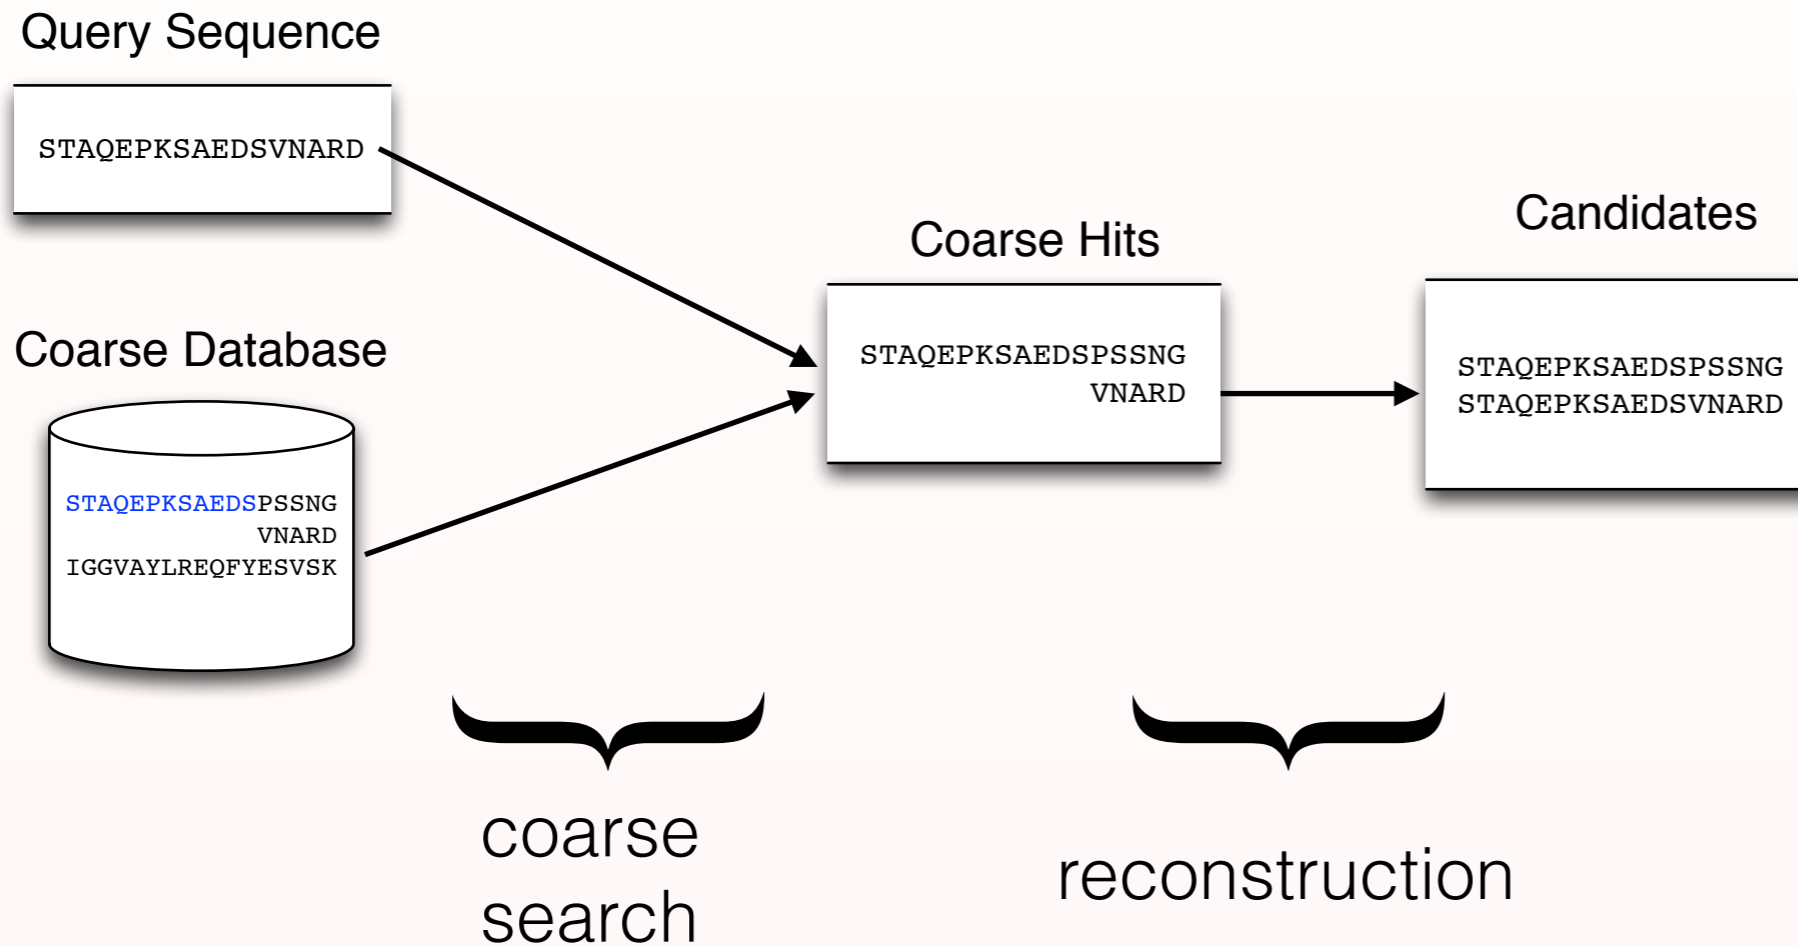 Query Sequence
STAQEPKSAEDSVNARD
Coarse Database
STAQEPKSAEDSPSSNG
VNARD
IGGVAYLREQFYESVSK
Coarse Hits
STAQEPKSAEDSPSSNG
VNARD
Candidates
STAQEPKSAEDSPSSNG
STAQEPKSAEDSVNARD
coarse
search
reconstruction